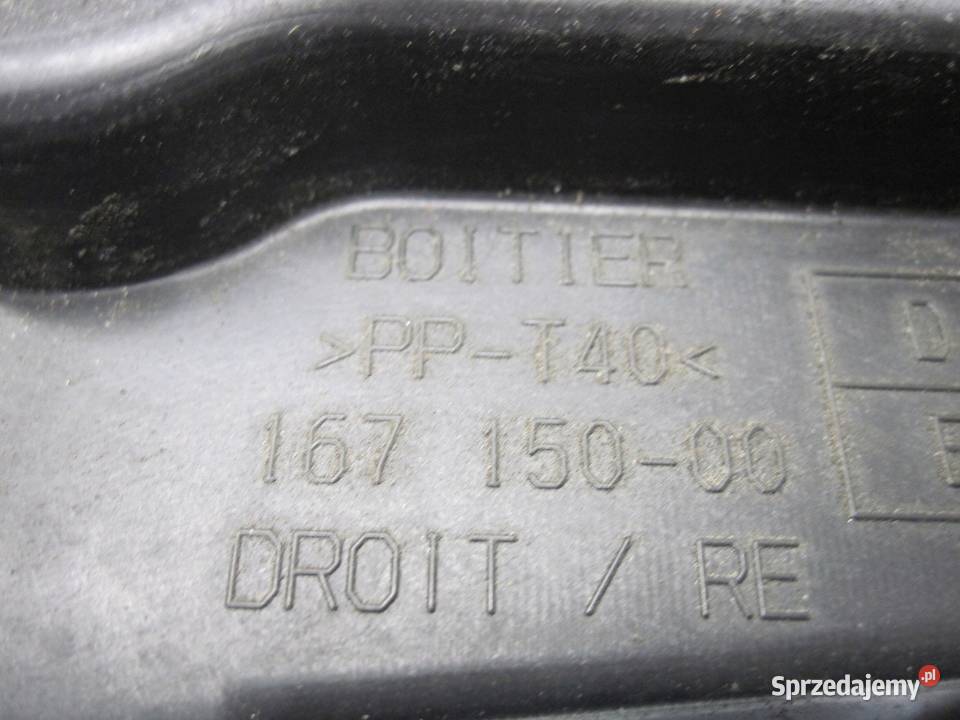 BOITIER
>PP-T40<
167 150-00
DROIT / RE
D
E
Sprzedajemy.pl